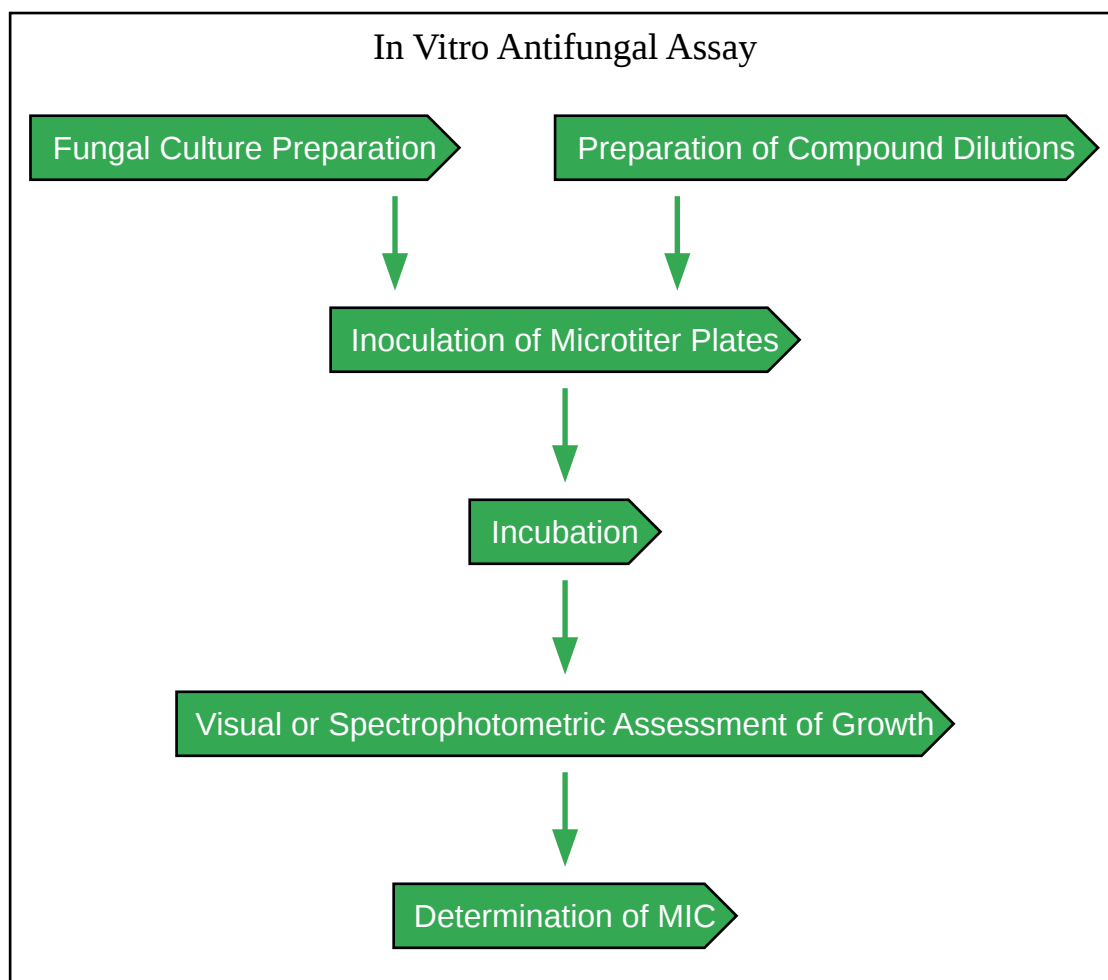 In Vitro Antifungal Assay
Fungal Culture Preparation
Preparation of Compound Dilutions
Inoculation of Microtiter Plates
Incubation
Visual or Spectrophotometric Assessment of Growth
Determination of MIC